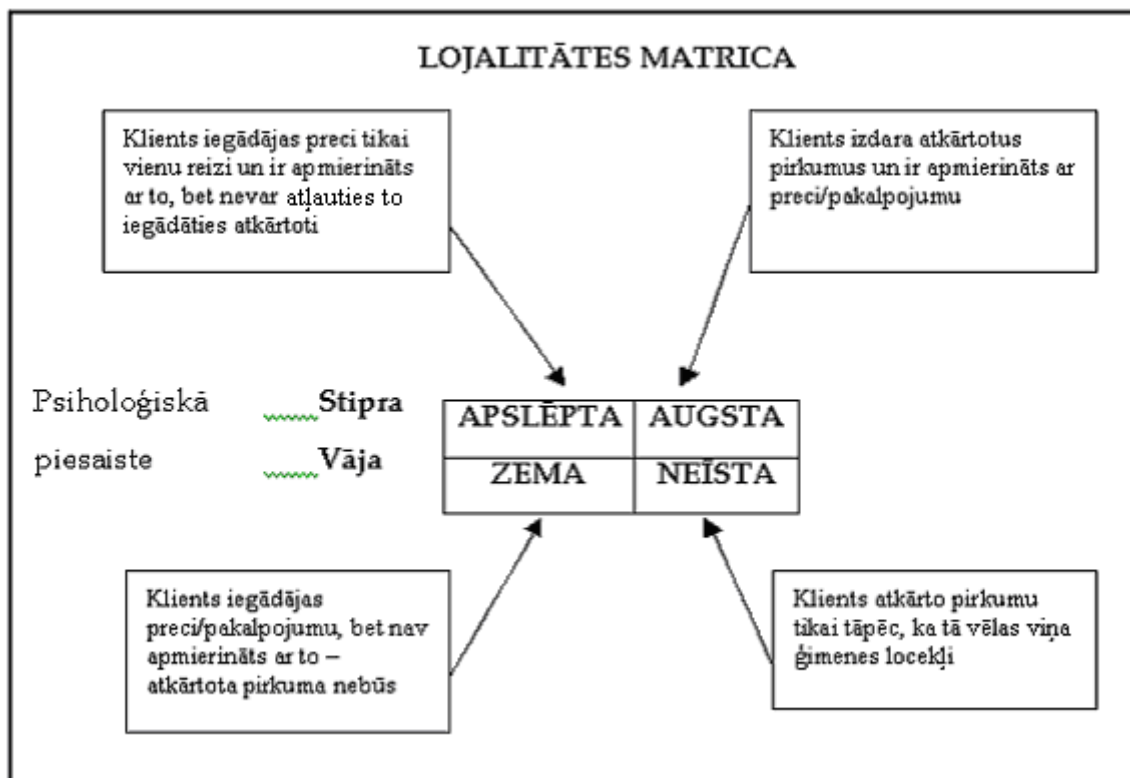 LOJALITĀTES MATRICA
Klients iegādājas preci tikai
vienu reizi un ir apmierināts
ar to, bet nevar atļauties to
iegādāties atkārtoti
Klients izdara atkārtotus
pirkumus un ir apmierināts ar
preci/pakalpojumu
Psiholoģiskā Stipra
piesaiste Vāja
APSLĒPTA AUGSTA
ZEMA NEĪSTA
Klients iegādājas
preci/pakalpojumu, bet nav
apmierināts ar to –
atkārtota pirkuma nebūs
Klients atkārto pirkumu
tikai tāpēc, ka tā vēlas viņa
ģimenes locekļi